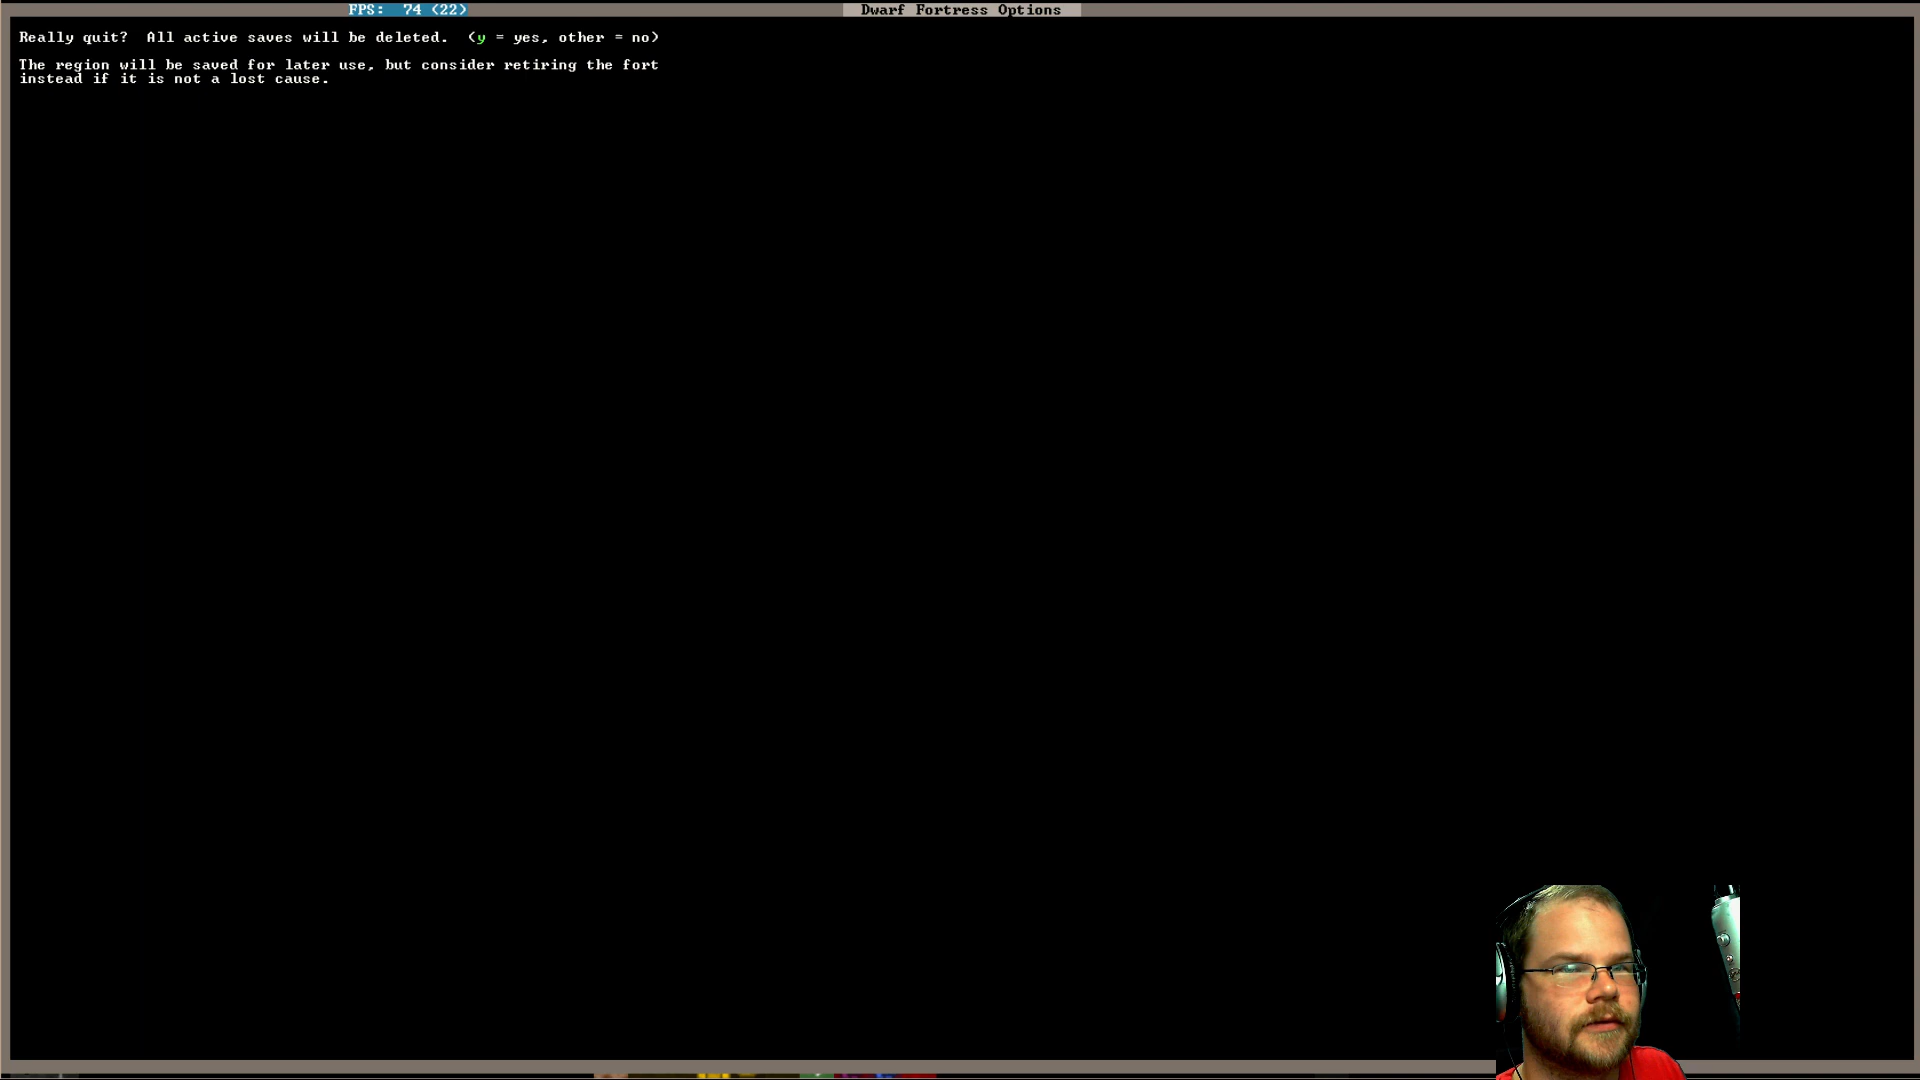 FPS: 74 (22)
Dwarf Fortress Options
Really quit? All active saves will be deleted. (y = yes, other = no)
The region will be saved for later use, but consider retiring the fort
instead if it is not a lost cause.